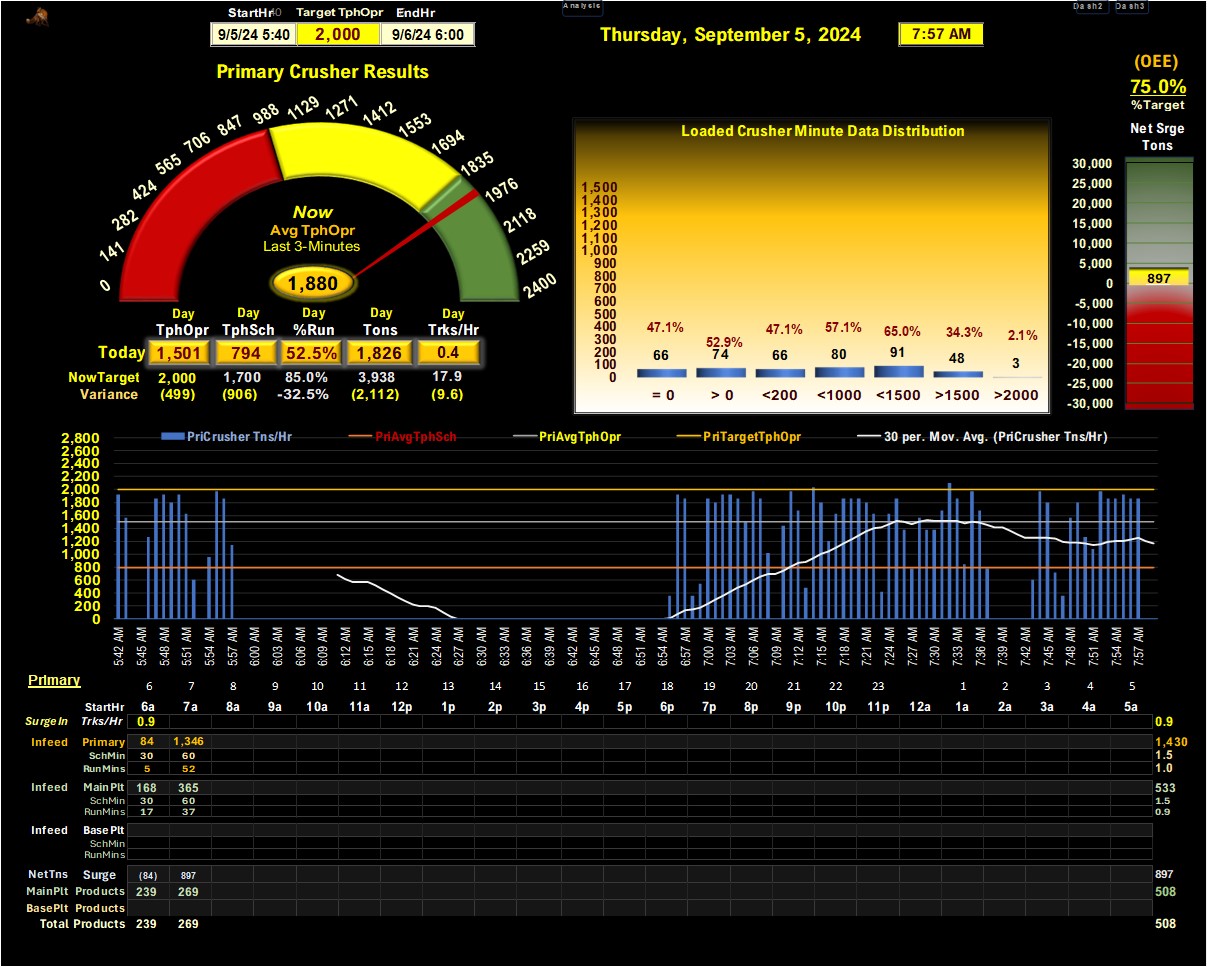 Analysis
Dash2 Dash3
StartHr Target TphOpr EndHr
9/5/24 5:40 2,000 9/6/24 6:00
Thursday, September 5, 2024 7:57 AM
Primary Crusher Results
(OEE)
75.0%
%Target
Net Srge
Tons
0 141 282 424 565 706 847 988 1129 1271 1412 1553 1694 1835 1976 2118 2259 2400
Now
Avg TphOpr
Last 3-Minutes
1,880
Day Day Day Day Day
TphOpr TphSch %Run Tons Trks/Hr
Today 1,501 794 52.5% 1,826 0.4
NowTarget 2,000 1,700 85.0% 3,938 17.9
Variance (499) (906) -32.5% (2,112) (9.6)
Loaded Crusher Minute Data Distribution
1,500
1,400
1,300
1,200
1,100
1,000
900
800
700
600
500
400
300
200
100
0
47.1% 52.9% 47.1% 57.1% 65.0% 34.3% 2.1%
66 74 66 80 91 48 3
= 0 > 0 <200 <1000 <1500 >1500 >2000
30,000
25,000
20,000
15,000
10,000
5,000
0
-5,000
-10,000
-15,000
-20,000
-25,000
-30,000
897
PriCrusher Tns/Hr PriAvgTphSch PriAvgTphOpr PriTargetTphOpr 30 per. Mov. Avg. (PriCrusher Tns/Hr)
2,800
2,600
2,400
2,200
2,000
1,800
1,600
1,400
1,200
1,000
800
600
400
200
0
5:42 AM 5:45 AM 5:48 AM 5:51 AM 5:54 AM 5:57 AM 6:00 AM 6:03 AM 6:06 AM 6:09 AM 6:12 AM 6:15 AM 6:18 AM 6:21 AM 6:24 AM 6:27 AM 6:30 AM 6:33 AM 6:36 AM 6:39 AM 6:42 AM 6:45 AM 6:48 AM 6:51 AM 6:54 AM 6:57 AM 7:00 AM 7:03 AM 7:06 AM 7:09 AM 7:12 AM 7:15 AM 7:18 AM 7:21 AM 7:24 AM 7:27 AM 7:30 AM 7:33 AM 7:36 AM 7:42 AM 7:45 AM 7:48 AM 7:51 AM 7:54 AM 7:57 AM
Primary
6 7 8 9 10 11 12 13 14 15 16 17 18 19 20 21 22 23 1 2 3 4 5
StartHr 6a 7a 8a 9a 10a 11a 12p 1p 2p 3p 4p 5p 6p 7p 8p 9p 10p 11p 12a 1a 2a 3a 4a 5a
SurgeIn Trks/Hr 0.9 0.9
Infeed Primary 84 1,346 1,430
SchMin 30 60 1.5
RunMins 5 52 1.0
Infeed Main Plt 168 365 533
SchMin 30 60 1.5
RunMins 17 37 0.9
Infeed Base Plt
SchMin
RunMins
NetTns Surge (84) 897 897
MainPlt Products 239 269 508
BasePlt Products
Total Products 239 269 508